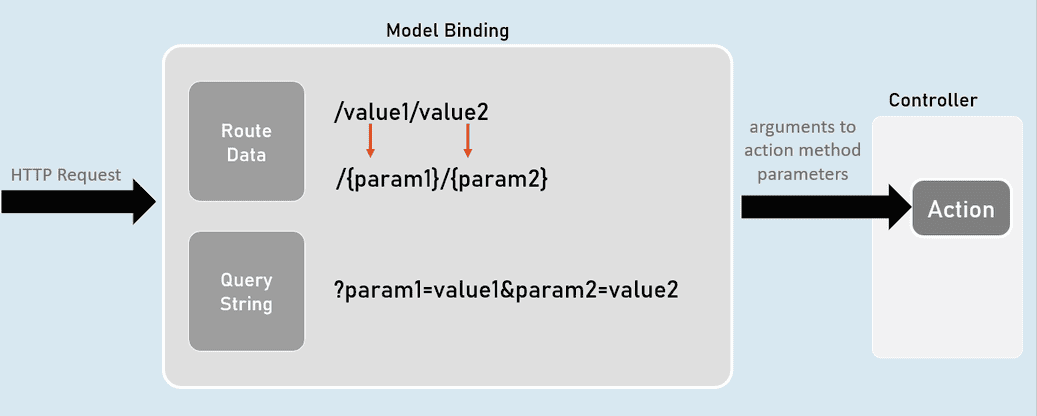 Model Binding
HTTP Request
Route
Data
/value1/value2
/{param1}/{param2}
Query
String
?param1=value1&param2=value2
arguments to
action method
parameters
Controller
Action